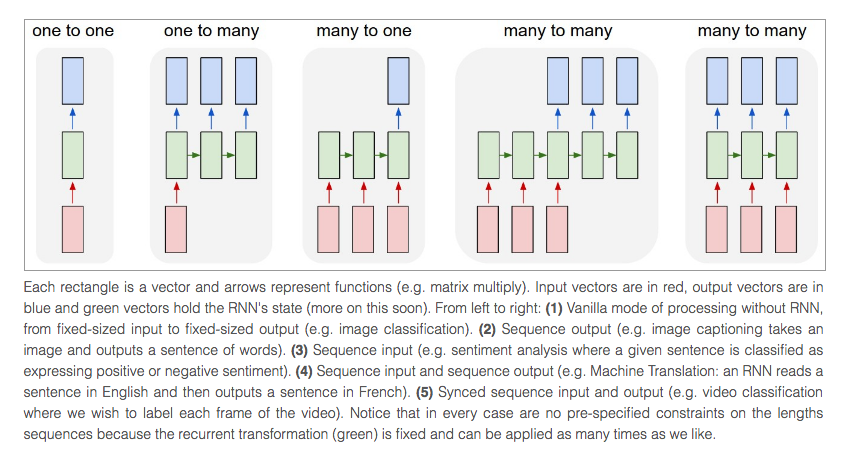 one to one one to many many to one many to many many to many
Each rectangle is a vector and arrows represent functions (e.g. matrix multiply). Input vectors are in red, output vectors are in
blue and green vectors hold the RNN's state (more on this soon). From left to right: (1) Vanilla mode of processing without RNN,
from fixed-sized input to fixed-sized output (e.g. image classification). (2) Sequence output (e.g. image captioning takes an
image and outputs a sentence of words). (3) Sequence input (e.g. sentiment analysis where a given sentence is classified as
expressing positive or negative sentiment). (4) Sequence input and sequence output (e.g. Machine Translation: an RNN reads a
sentence in English and then outputs a sentence in French). (5) Synced sequence input and output (e.g. video classification
where we wish to label each frame of the video). Notice that in every case are no pre-specified constraints on the lengths
sequences because the recurrent transformation (green) is fixed and can be applied as many times as we like.